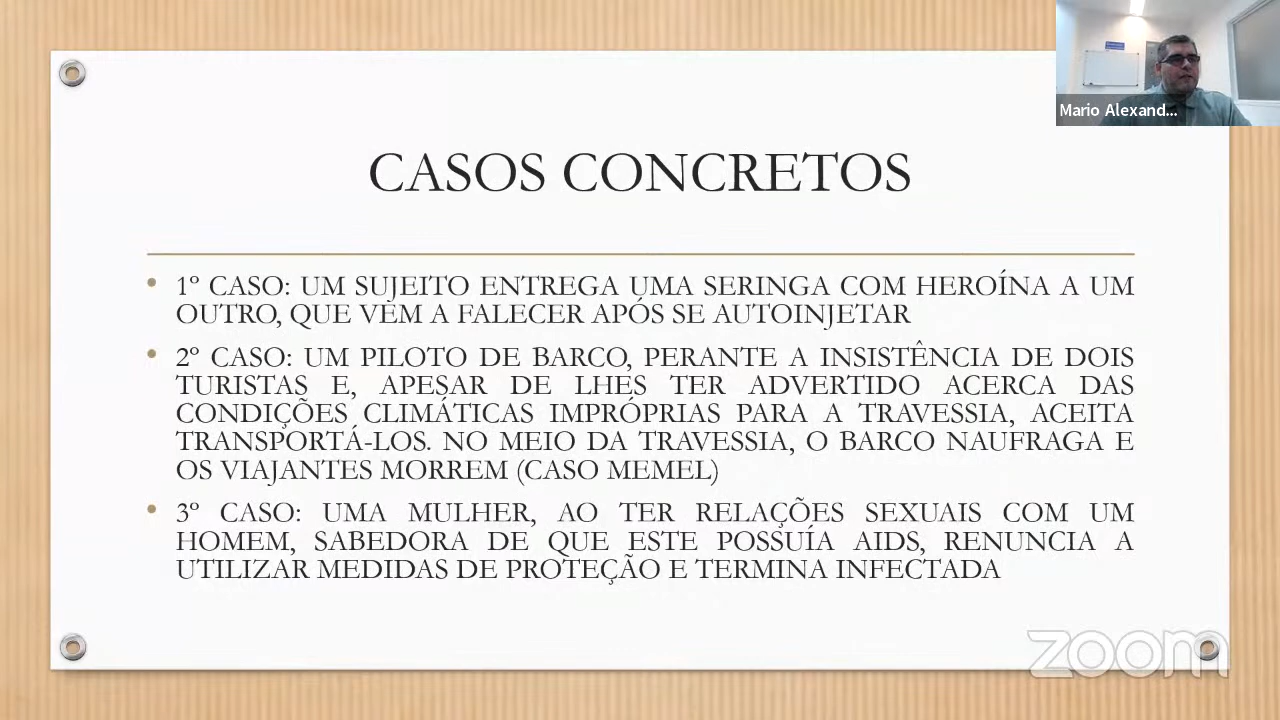 Mario Alexand...
CASOS CONCRETOS
• 1º CASO: UM SUJEITO ENTREGA UMA SERINGA COM HEROÍNA A UM
OUTRO, QUE VEM A FALECER APÓS SE AUTOINJETAR
• 2º CASO: UM PILOTO DE BARCO, PERANTE A INSISTÊNCIA DE DOIS
TURISTAS E, APESAR DE LHES TER ADVERTIDO ACERCA DAS
CONDIÇÕES CLIMÁTICAS IMPRÓPRIAS PARA A TRAVESSIA, ACEITA
TRANSPORTÁ-LOS. NO MEIO DA TRAVESSIA, O BARCO NAUFRAGA E
OS VIAJANTES MORREM (CASO MEMEL)
• 3º CASO: UMA MULHER, AO TER RELAÇÕES SEXUAIS COM UM
HOMEM, SABEDORA DE QUE ESTE POSSUÍA AIDS, RENUNCIA A
UTILIZAR MEDIDAS DE PROTEÇÃO E TERMINA INFECTADA
zoom